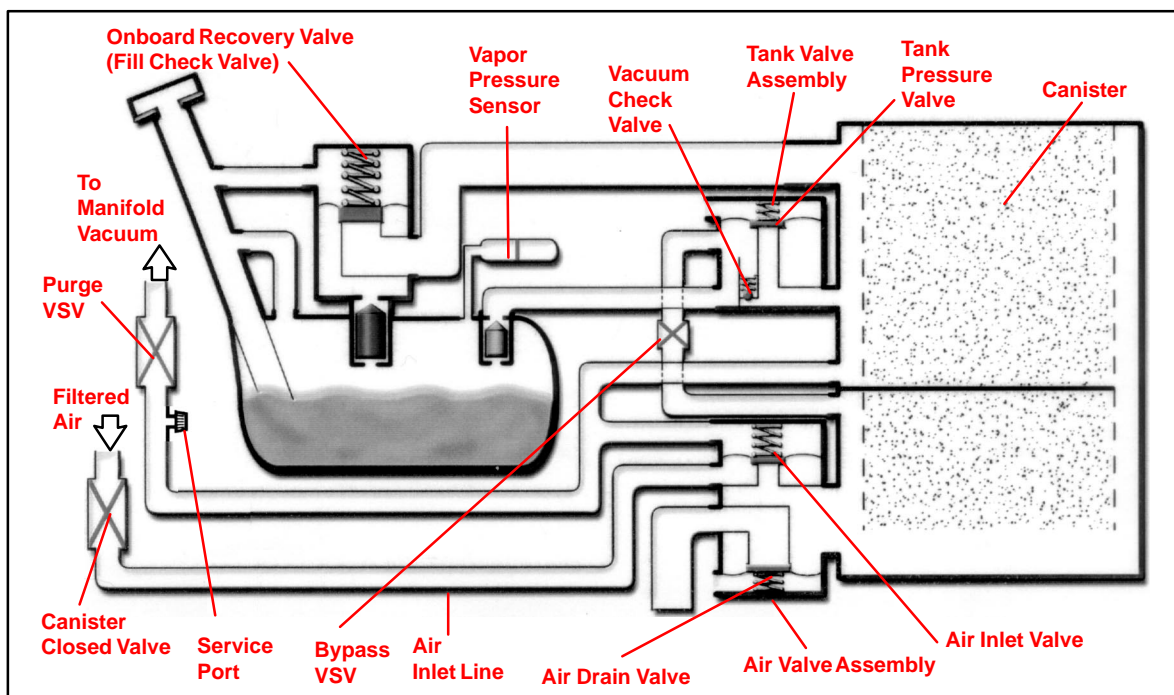 Onboard Recovery Valve
(Fill Check Valve)
Vapor
Pressure
Sensor
Vacuum
Check
Valve
Tank Valve
Assembly
Tank
Pressure
Valve
Canister
To
Manifold
Vacuum
Purge
VSV
Filtered
Air
Canister
Closed Valve
Service
Port
Bypass
VSV
Air
Inlet Line
Air Drain Valve
Air Valve Assembly
Air Inlet Valve